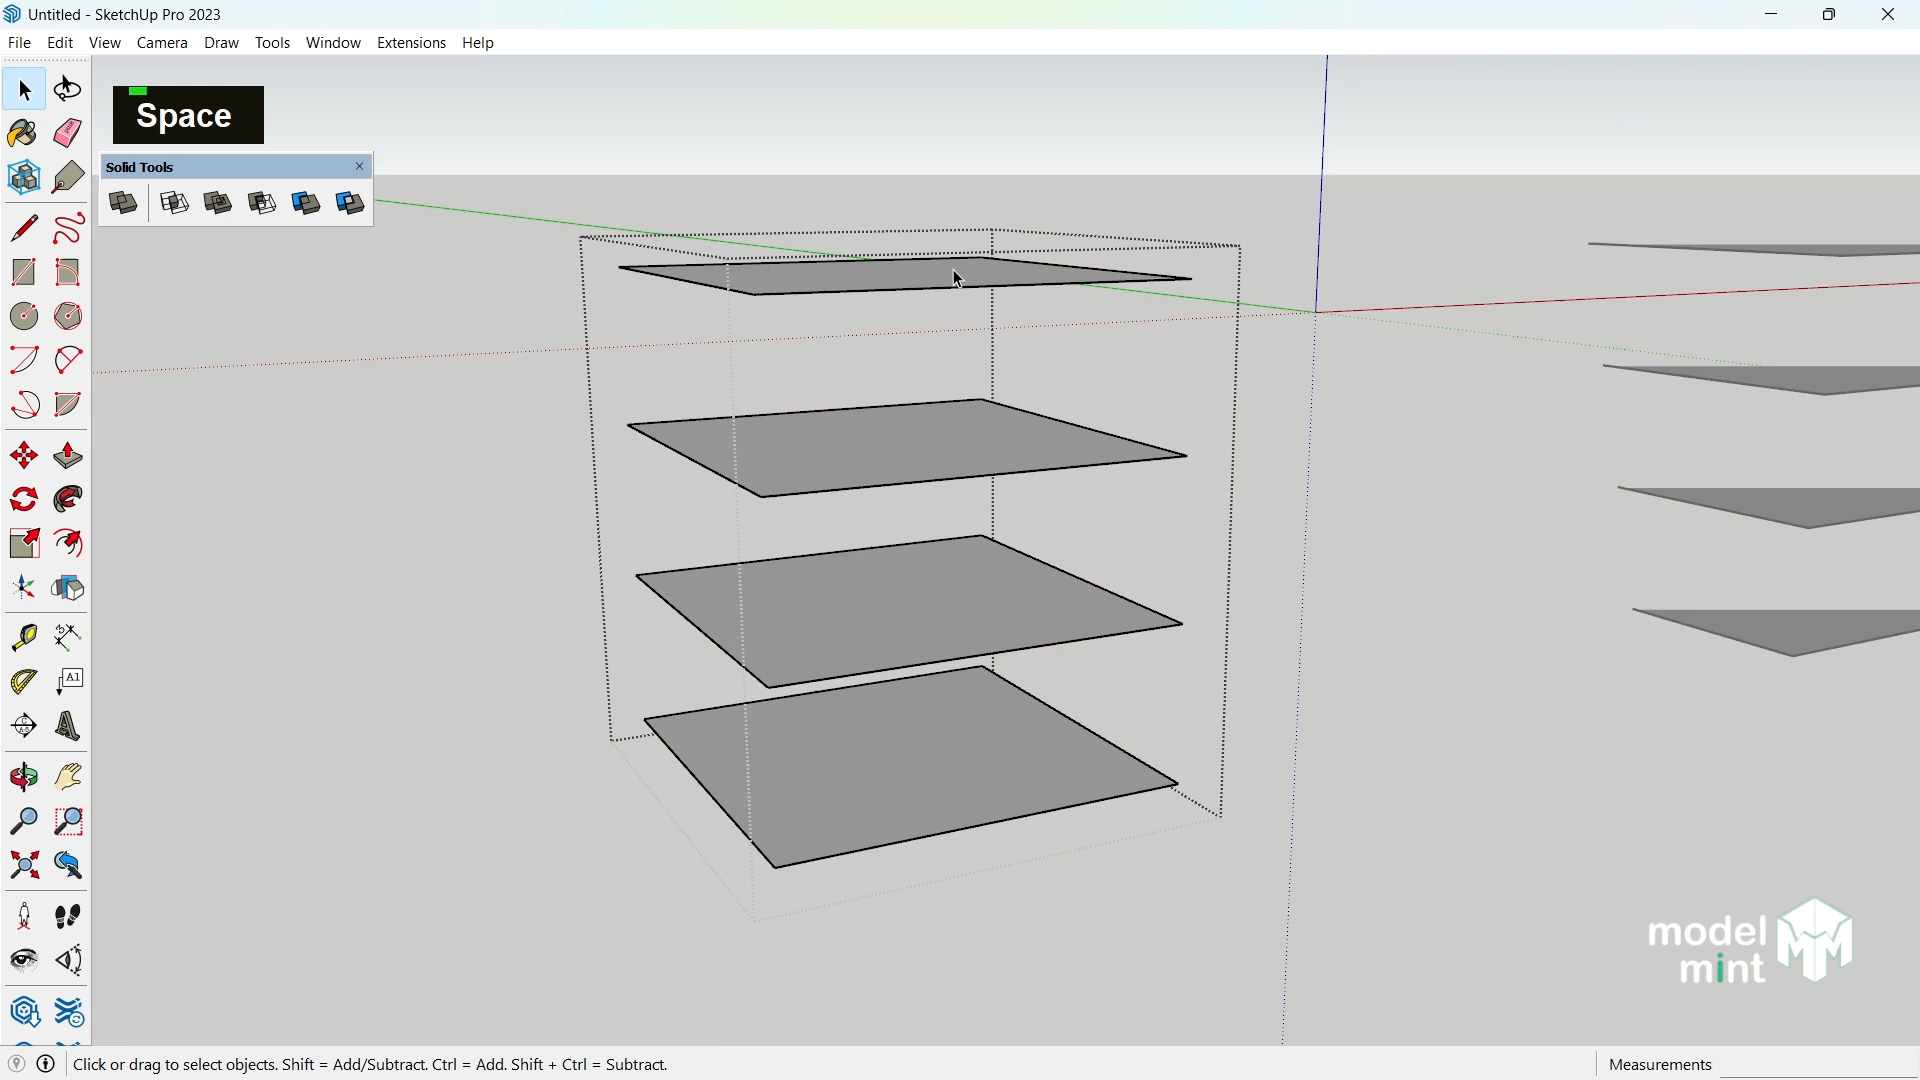 Untitled - SketchUp Pro 2023
File Edit View Camera Draw Tools Window Extensions Help
Space
Solid Tools
A1
model
mint
Click or drag to select objects. Shift = Add/Subtract. Ctrl = Add. Shift + Ctrl = Subtract.
Measurements